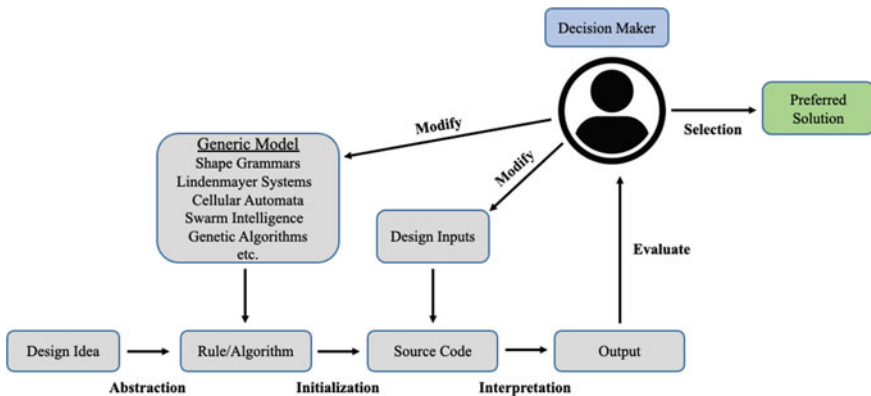 Decision Maker
Preferred
Solution
Selection
Modify
Modify
Generic Model
Shape Grammars
Lindenmayer Systems
Cellular Automata
Swarm Intelligence
Genetic Algorithms
etc.
Design Inputs
Evaluate
Design Idea
Rule/Algorithm
Source Code
Output
Abstraction
Initialization
Interpretation